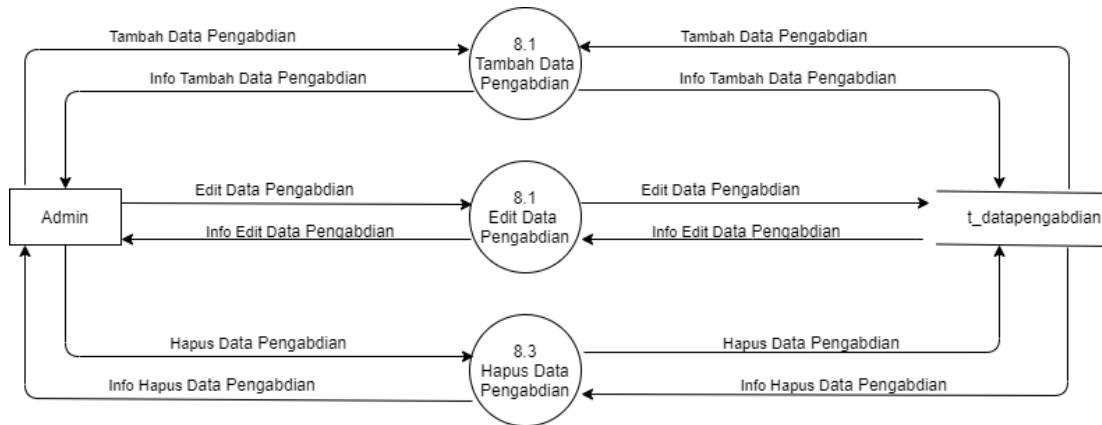 Tambah Data Pengabdian
8.1
Tambah Data
Pengabdian
Tambah Data Pengabdian
Info Tambah Data Pengabdian
Info Tambah Data Pengabdian
Admin
Edit Data Pengabdian
8.1
Edit Data
Pengabdian
Edit Data Pengabdian
t_datapengabdian
Info Edit Data Pengabdian
Info Edit Data Pengabdian
Hapus Data Pengabdian
8.3
Hapus Data
Pengabdian
Hapus Data Pengabdian
Info Hapus Data Pengabdian
Info Hapus Data Pengabdian